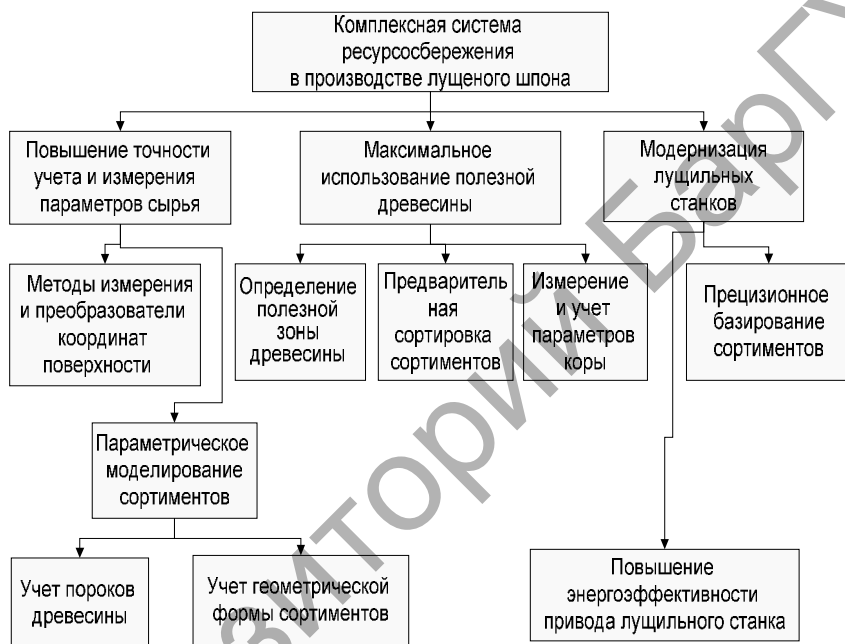 Комплексная система
ресурсосбережения
в производстве лущеного шпона
Повышение точности
учета и измерения
параметров сырья
Максимальное
использование полезной
древесины
Модернизация
лущильных
станков
Методы измерения
и преобразователи
координат
поверхности
Определение
полезной
зоны
древесины
Предваритель
ная
сортировка
сортиментов
Измерение
и учет
параметров
коры
Прецизионное
базирование
сортиментов
Параметрическое
моделирование
сортиментов
Учет пороков
древесины
Учет геометрической
формы сортиментов
Повышение
энергоэффективности
привода лущильного станка
зиторий БарГУ